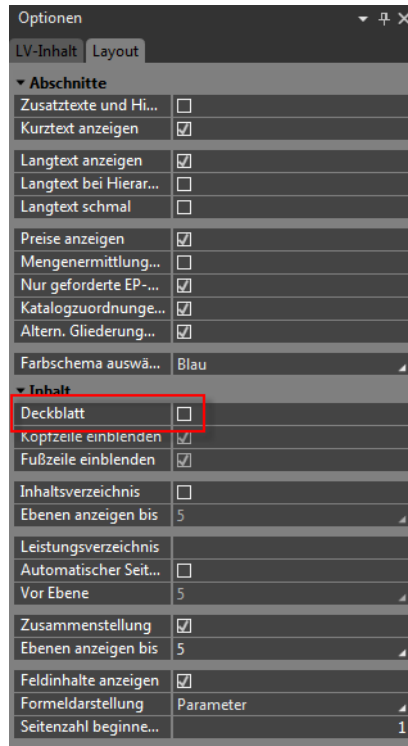 Optionen
LV-Inhalt Layout
Abschnitte
Zusatztexte und Hi...
Kurztext anzeigen
Langtext anzeigen
Langtext bei Hierar...
Langtext schmal
Preise anzeigen
Mengenermittlung...
Nur geforderte EP-...
Katalogzuordnunge...
Altern. Gliederung...
Farbschema auswä... Blau
Inhalt
Deckblatt
Kopfzeile einblenden
Fußzeile einblenden
Inhaltsverzeichnis
Ebenen anzeigen bis 5
Leistungsverzeichnis
Automatischer Seit...
Vor Ebene 5
Zusammenstellung
Ebenen anzeigen bis 5
Feldinhalte anzeigen
Formeldarstellung Parameter
Seitenzahl beginne... 1